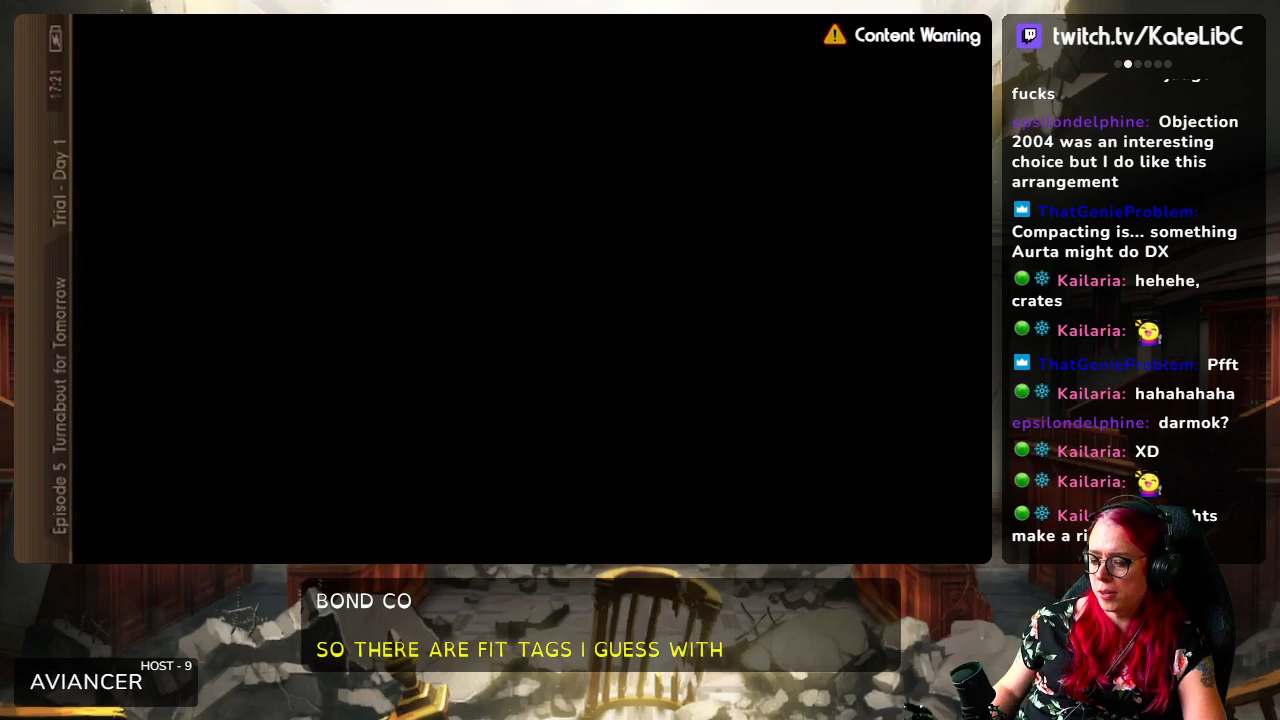 Episode 5 Turnabout for Tomorrow Trial - Day 1 17:21
Content Warning
twitch.tv/KateLibC
fucks
epsilondelphine: Objection
2004 was an interesting
choice but I do like this
arrangement
ThatGenieProblem:
Compacting is... something
Aurta might do DX
Kailaria: hehehe,
crates
Kailaria:
ThatGenieProblem: Pfft
Kailaria: hahahahaha
epsilondelphine: darmok?
Kailaria: XD
Kailaria:
make a
BOND CO
SO THERE ARE FIT TAGS I GUESS WITH
HOST - 9
AVIANCER